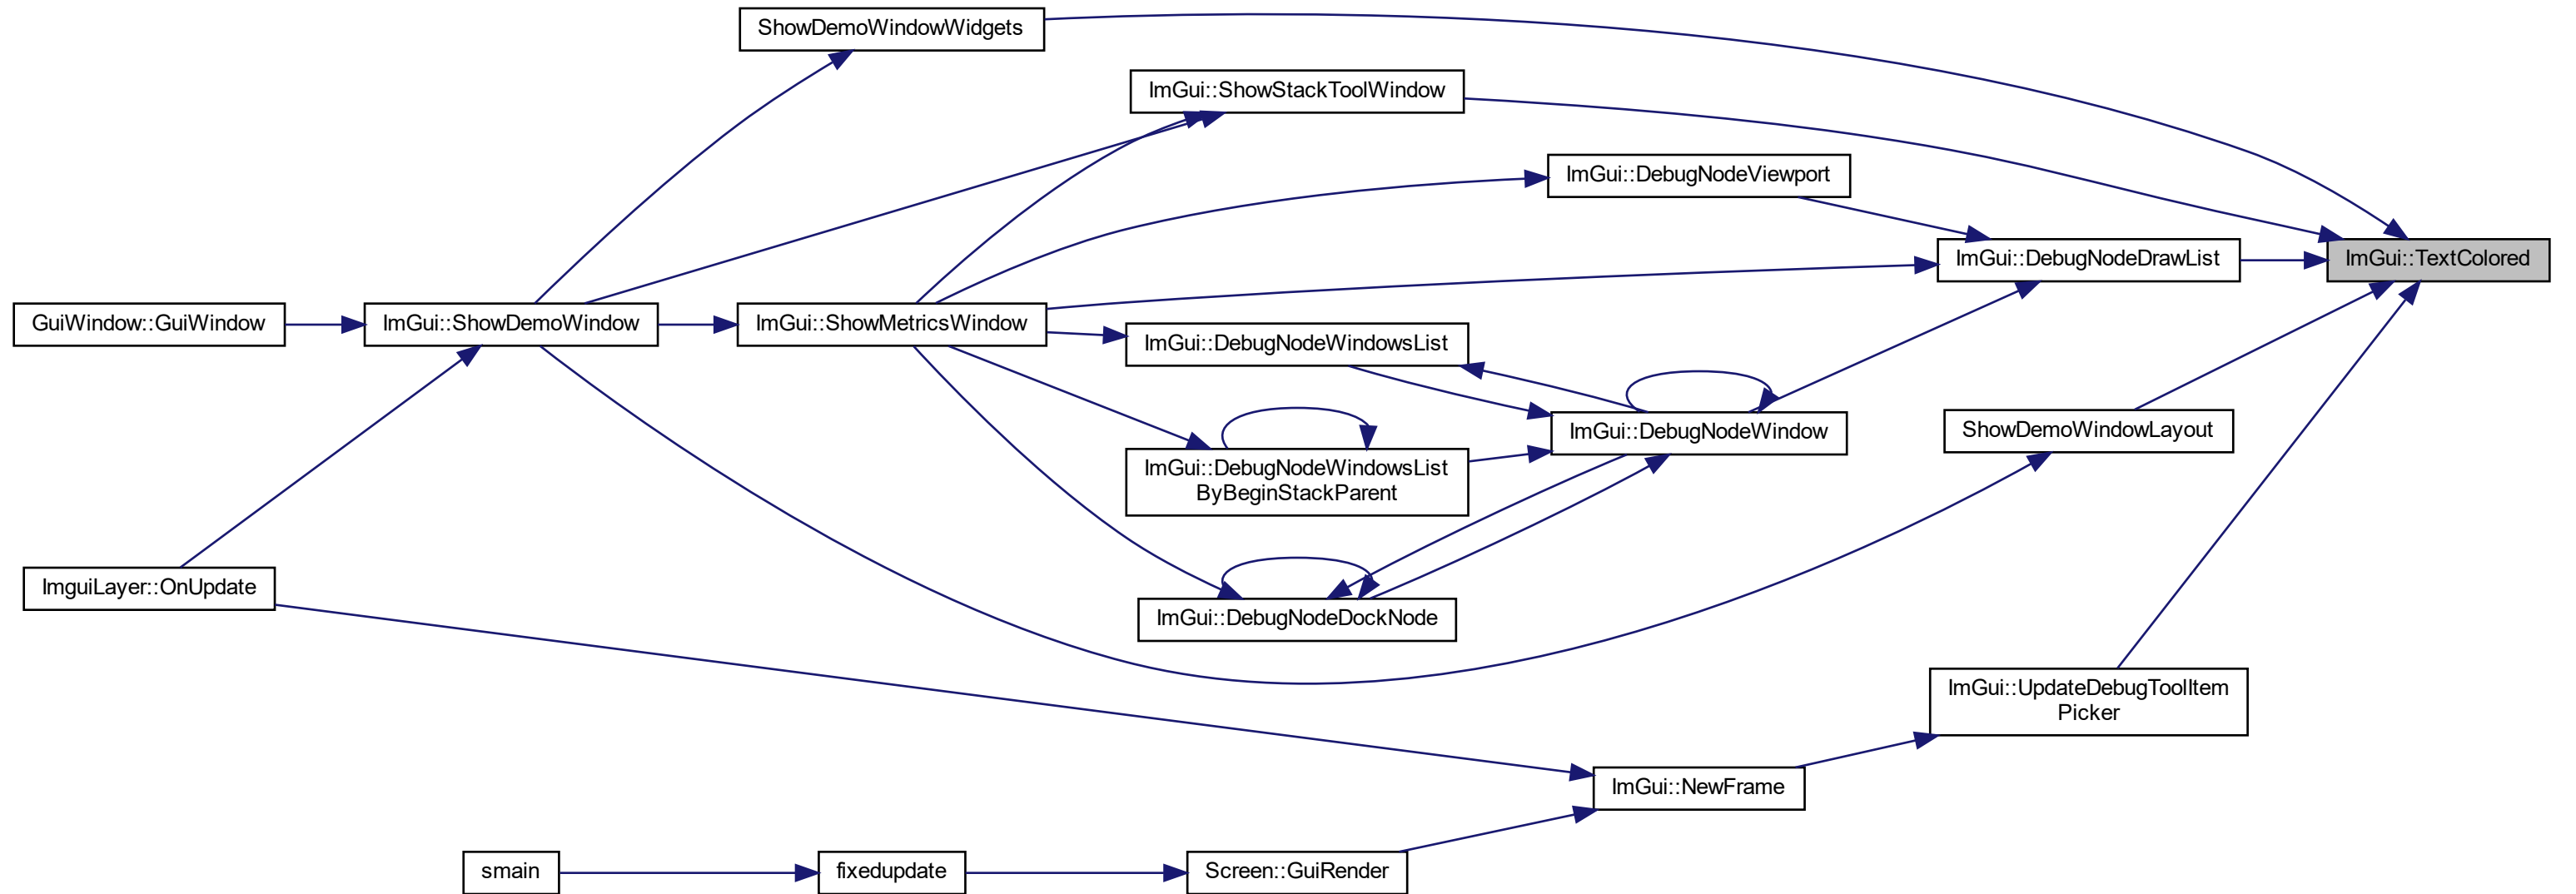 ShowDemoWindowWidgets
ImGui::ShowStackToolWindow
ImGui::DebugNodeViewport
ImGui::DebugNodeDrawList
ImGui::TextColored
GuiWindow::GuiWindow
ImGui::ShowDemoWindow
ImGui::ShowMetricsWindow
ImGui::DebugNodeWindowsList
ImGui::DebugNodeWindow
ShowDemoWindowLayout
ImGui::DebugNodeWindowsList
ByBeginStackParent
ImguiLayer::OnUpdate
ImGui::DebugNodeDockNode
ImGui::UpdateDebugToolItem
Picker
ImGui::NewFrame
smain
fixedupdate
Screen::GuiRender